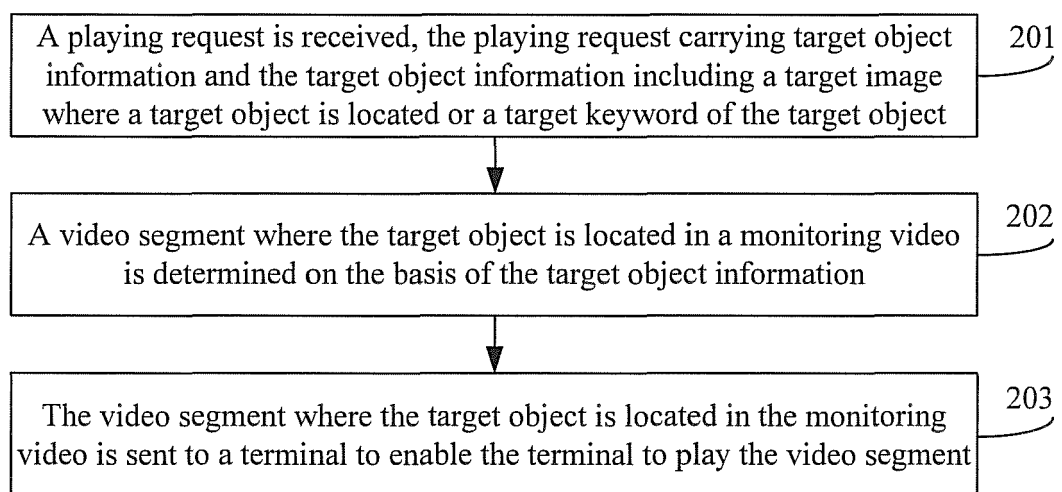 A playing request is received, the playing request carrying target object
information and the target object information including a target image
where a target object is located or a target keyword of the target object
201
A video segment where the target object is located in a monitoring video
is determined on the basis of the target object information
202
The video segment where the target object is located in the monitoring
video is sent to a terminal to enable the terminal to play the video segment
203